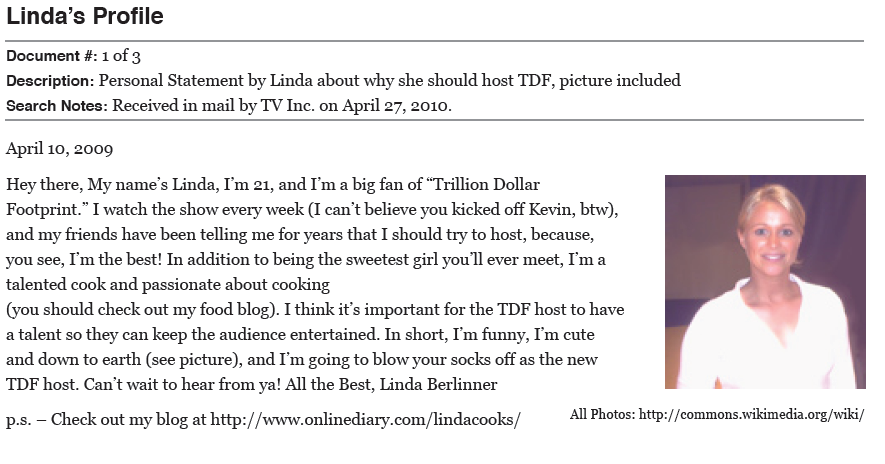 Linda’s Profile
Document #: 1 of 3
Description: Personal Statement by Linda about why she should host TDF, picture included
Search Notes: Received in mail by TV Inc. on April 27, 2010.
April 10, 2009
Hey there, My name’s Linda, I’m 21, and I’m a big fan of “Trillion Dollar
Footprint.” I watch the show every week (I can’t believe you kicked off Kevin, btw),
and my friends have been telling me for years that I should try to host, because,
you see, I’m the best! In addition to being the sweetest girl you’ll ever meet, I’m a
talented cook and passionate about cooking
(you should check out my food blog). I think it’s important for the TDF host to have
a talent so they can keep the audience entertained. In short, I’m funny, I’m cute
and down to earth (see picture), and I’m going to blow your socks off as the new
TDF host. Can’t wait to hear from ya! All the Best, Linda Berlinner
p.s. – Check out my blog at http://www.onlinediary.com/lindacooks/
All Photos: http://commons.wikimedia.org/wiki/